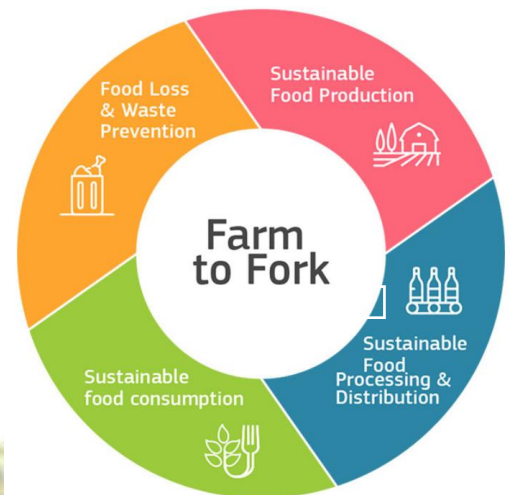 Food Loss
& Waste
Prevention
Sustainable
Food Production
Farm
to Fork
Sustainable
Food
Processing &
Distribution
Sustainable
food consumption